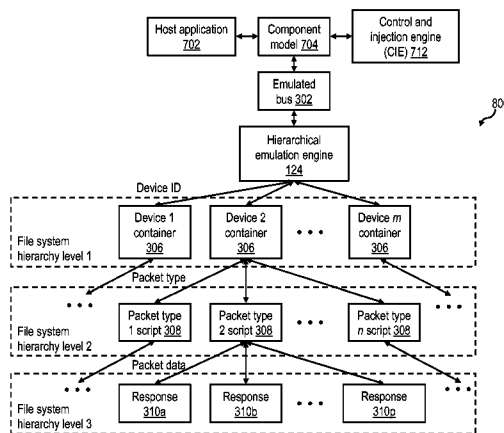 Host application
702
Component
model 704
Control and
injection engine
(CIE) 712
Emulated
bus 302
800
Hierarchical
emulation engine
124
Device ID
Device 1
container
306
Device 2
container
306
Device m
container
306
File system
hierarchy level 1
Packet type
Packet type
1 script 308
Packet type
2 script 308
Packet type
n script 308
File system
hierarchy level 2
Packet data
Response
310a
Response
310b
Response
310p
File system
hierarchy level 3